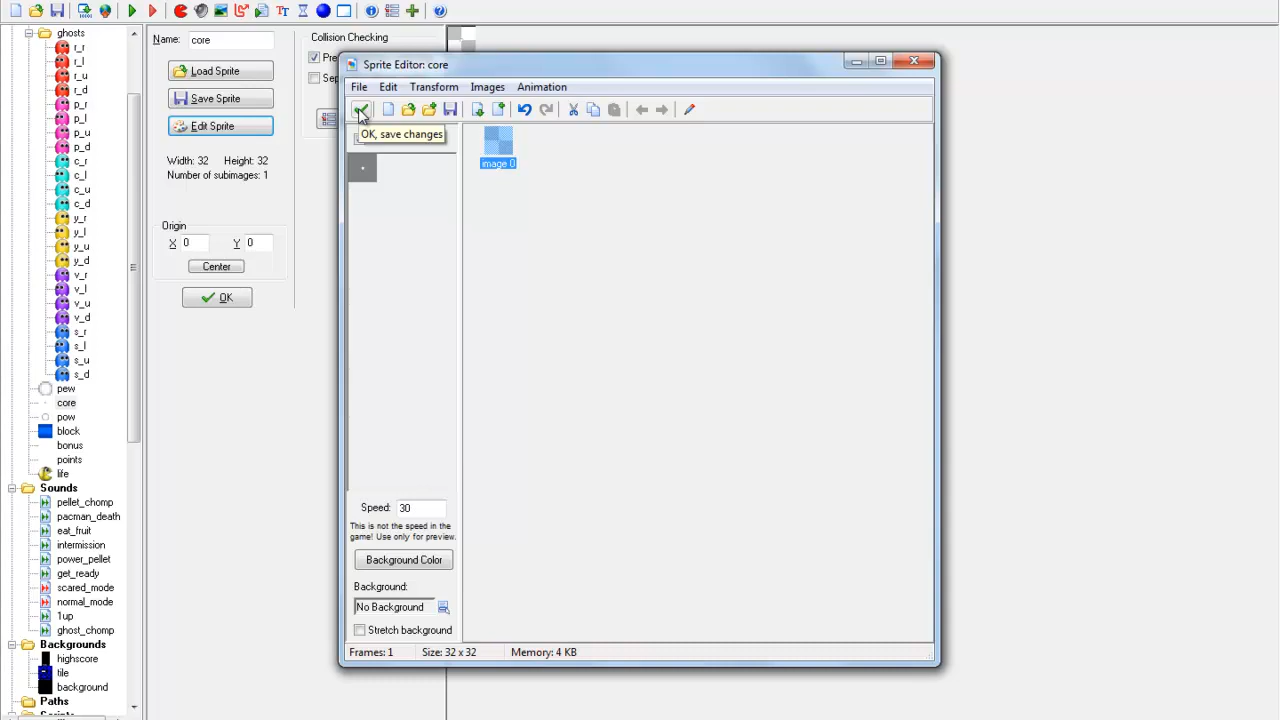 ghosts
r_r
r_l
r_u
r_d
p_r
p_l
p_u
p_d
c_r
c_l
c_u
c_d
y_r
y_l
y_u
y_d
v_r
v_l
v_u
v_d
s_r
s_l
s_u
s_d
pew
core
pow
block
bonus
points
life
Sounds
pellet_chomp
pacman_death
eat_fruit
intermission
power_pellet
get_ready
scared_mode
normal_mode
1up
ghost_chomp
Backgrounds
highscore
tile
background
Paths
Name: core
Load Sprite
Save Sprite
Edit Sprite
Width: 32 Height: 32
Number of subimages: 1
Origin
X 0 Y 0
Center
OK
Collision Checking
Sprite Editor: core
File Edit Transform Images Animation
OK, save changes
image 0
Speed: 30
This is not the speed in the
game! Use only for preview.
Background Color
Background:
No Background
Stretch background
Frames: 1 Size: 32 x 32 Memory: 4 KB